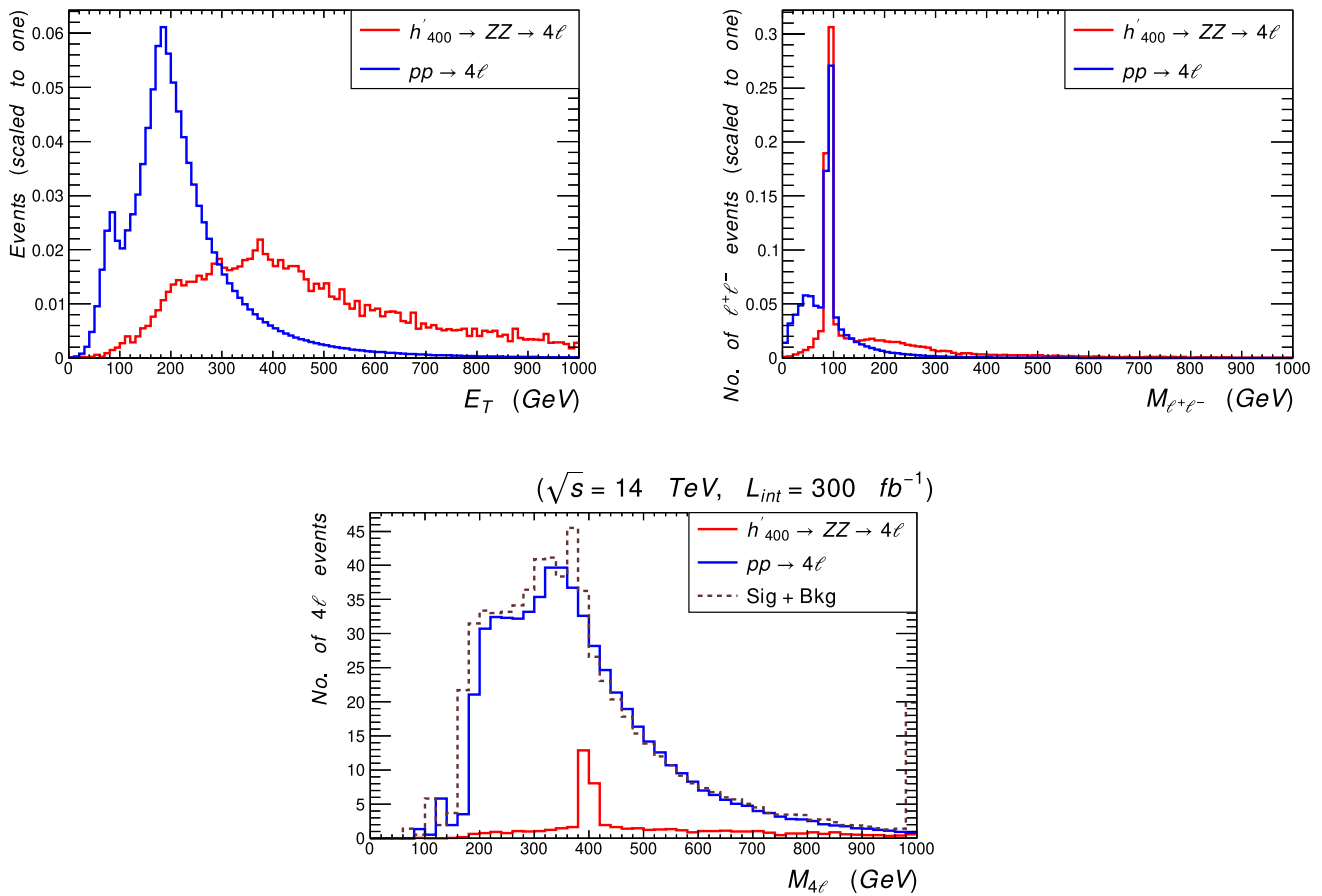 Events (scaled to one)
0.06
0.05
0.04
0.03
0.02
0.01
0
0 100 200 300 400 500 600 700 800 900 1000
E_T (GeV)
h'_400 → ZZ → 4ℓ
pp → 4ℓ
No. of ℓ⁺ℓ⁻ events (scaled to one)
0.3
0.25
0.2
0.15
0.1
0.05
0
0 100 200 300 400 500 600 700 800 900 1000
M_ℓ⁺ℓ⁻ (GeV)
h'_400 → ZZ → 4ℓ
pp → 4ℓ
(√s = 14 TeV, L_int = 300 fb⁻¹)
No. of 4ℓ events
45
40
35
30
25
20
15
10
5
0
0 100 200 300 400 500 600 700 800 900 1000
M_4ℓ (GeV)
h'_400 → ZZ → 4ℓ
pp → 4ℓ
Sig + Bkg